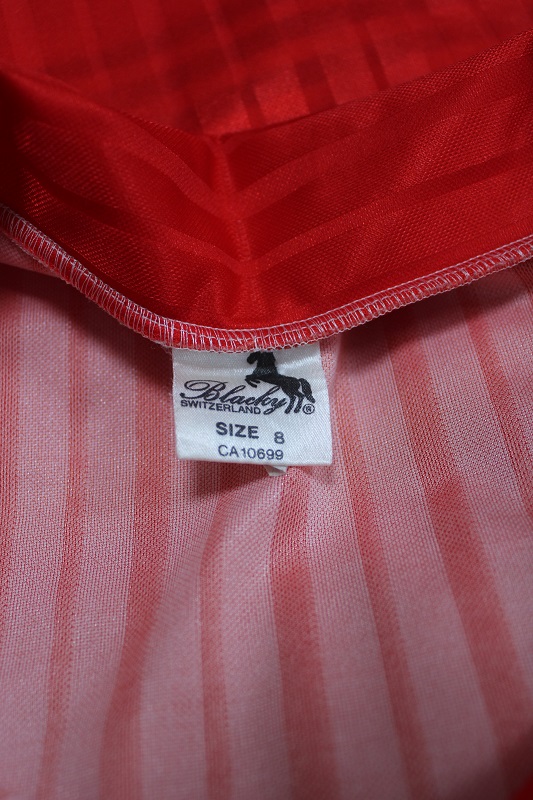 Blacky®
SWITZERLAND
SIZE 8
CA10699